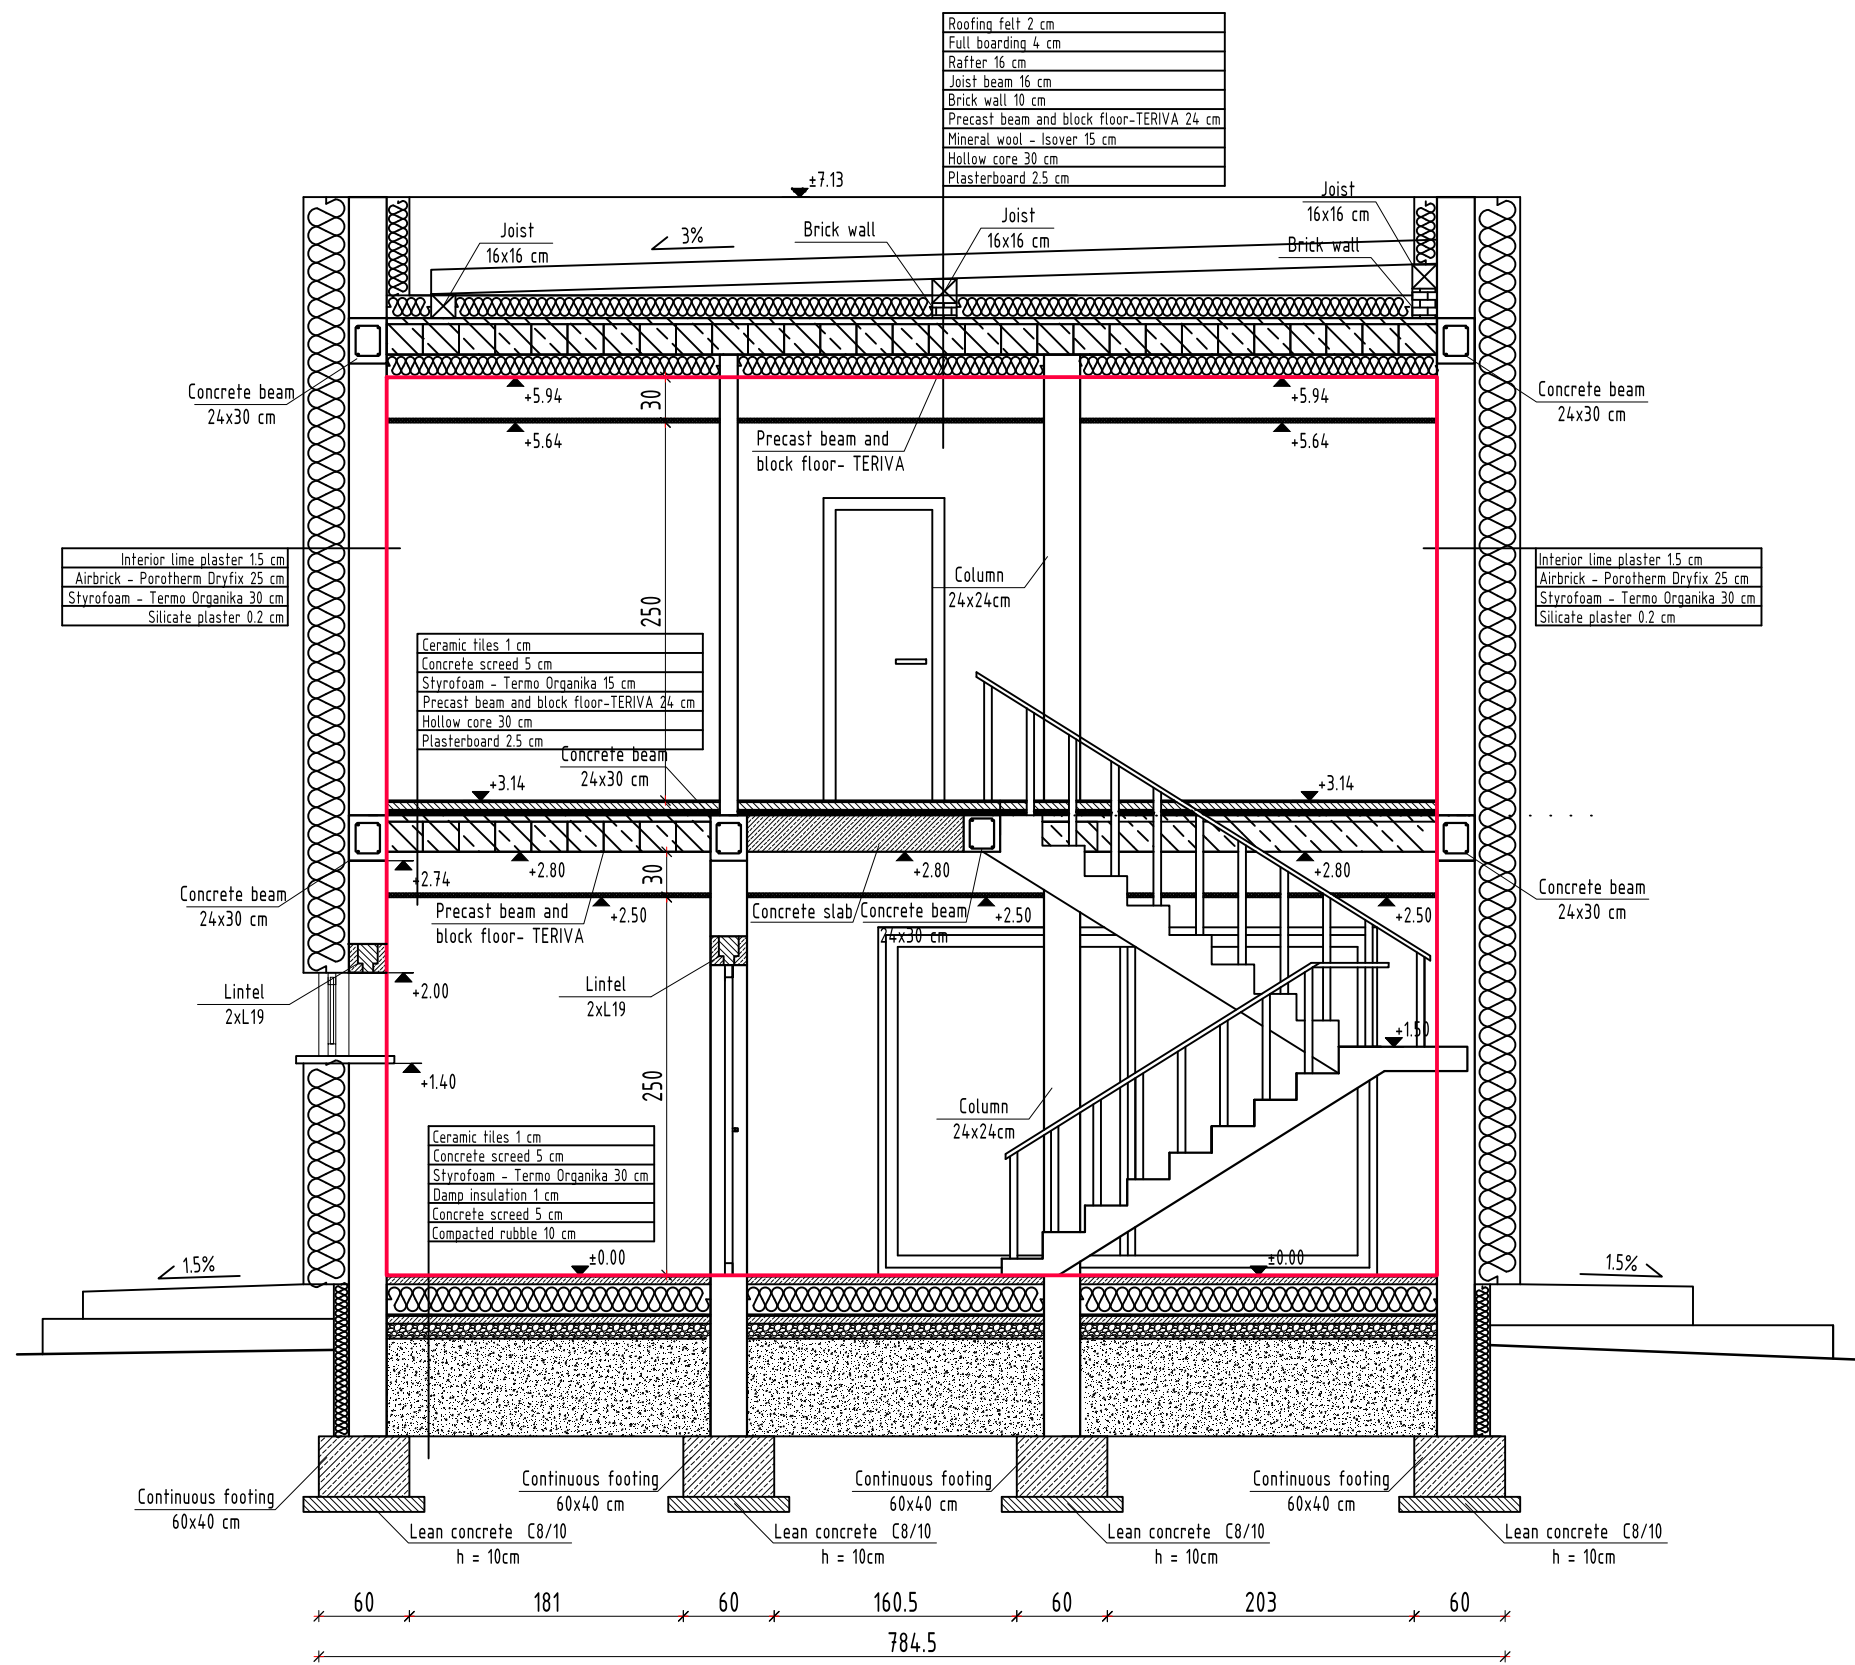 Roofing felt 2 cm
Full boarding 4 cm
Rafter 16 cm
Joist beam 16 cm
Brick wall 10 cm
Precast beam and block floor-TERIVA 24 cm
Mineral wool - Isover 15 cm
Hollow core 30 cm
Plasterboard 2.5 cm
±7.13
Joist
16x16 cm
3%
Brick wall
Joist
16x16 cm
Joist
16x16 cm
Brick wall
Concrete beam
24x30 cm
+5.94
30
+5.94
Concrete beam
24x30 cm
+5.64
Precast beam and
block floor- TERIVA
+5.64
Interior lime plaster 1.5 cm
Airbrick - Porotherm Dryfix 25 cm
Styrofoam - Termo Organika 30 cm
Silicate plaster 0.2 cm
250
Column
24x24cm
Interior lime plaster 1.5 cm
Airbrick - Porotherm Dryfix 25 cm
Styrofoam - Termo Organika 30 cm
Silicate plaster 0.2 cm
Ceramic tiles 1 cm
Concrete screed 5 cm
Styrofoam - Termo Organika 15 cm
Precast beam and block floor-TERIVA 24 cm
Hollow core 30 cm
Plasterboard 2.5 cm
Concrete beam
24x30 cm
+3.14
+3.14
+2.74
+2.80
30
+2.80
+2.80
Concrete beam
24x30 cm
Precast beam and
block floor- TERIVA
+2.50
Concrete slab
Concrete beam
24x30 cm
+2.50
+2.50
Concrete beam
24x30 cm
Lintel
2xL19
+2.00
Lintel
2xL19
+1.50
+1.40
250
Column
24x24cm
Ceramic tiles 1 cm
Concrete screed 5 cm
Styrofoam - Termo Organika 30 cm
Damp insulation 1 cm
Concrete screed 5 cm
Compacted rubble 10 cm
1.5%
±0.00
±0.00
1.5%
Continuous footing
60x40 cm
Continuous footing
60x40 cm
Continuous footing
60x40 cm
Continuous footing
60x40 cm
Lean concrete C8/10
h = 10cm
Lean concrete C8/10
h = 10cm
Lean concrete C8/10
h = 10cm
Lean concrete C8/10
h = 10cm
60 181 60 160.5 60 203 60
784.5